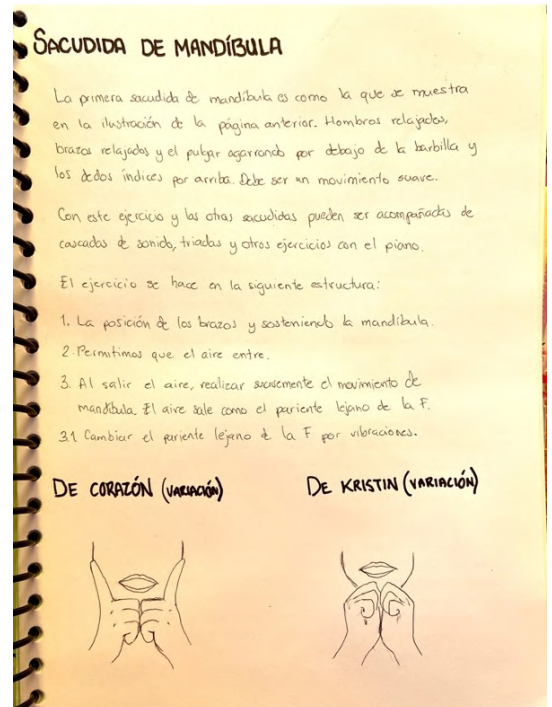 SACUDIDA DE MANDÍBULA
La primera sacudida de mandíbula es como la que se muestra
en la ilustración de la página anterior. Hombros relajados,
brazos relajados y el pulgar agarrando por debajo de la barbilla y
los dedos índices por arriba. Debe ser un movimiento suave.
Con este ejercicio y las otras sacudidas pueden ser acompañadas de
cascadas de sonido, triadas y otros ejercicios con el piano.
El ejercicio se hace en la siguiente estructura:
1. La posición de los brazos y sosteniendo la mandíbula.
2. Permitimos que el aire entre.
3. Al salir el aire, realizar suavemente el movimiento de
mandíbula. El aire sale como el pariente lejano de la F.
3.1 Cambiar el pariente lejano de la F por vibraciones.
DE CORAZÓN (VARIACIÓN)
DE KRISTIN (VARIACIÓN)